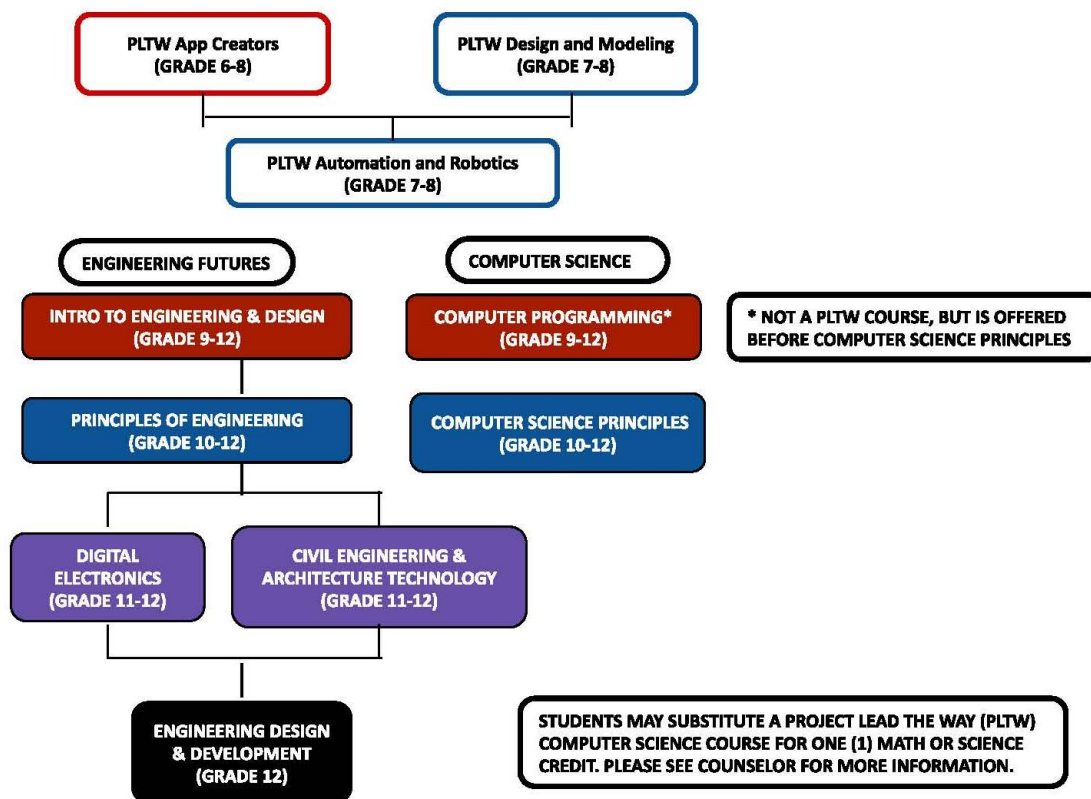 PLTW App Creators
(GRADE 6-8)
PLTW Design and Modeling
(GRADE 7-8)
PLTW Automation and Robotics
(GRADE 7-8)
ENGINEERING FUTURES
COMPUTER SCIENCE
INTRO TO ENGINEERING & DESIGN
(GRADE 9-12)
COMPUTER PROGRAMMING*
(GRADE 9-12)
* NOT A PLTW COURSE, BUT IS OFFERED
BEFORE COMPUTER SCIENCE PRINCIPLES
PRINCIPLES OF ENGINEERING
(GRADE 10-12)
COMPUTER SCIENCE PRINCIPLES
(GRADE 10-12)
DIGITAL
ELECTRONICS
(GRADE 11-12)
CIVIL ENGINEERING &
ARCHITECTURE TECHNOLOGY
(GRADE 11-12)
ENGINEERING DESIGN
& DEVELOPMENT
(GRADE 12)
STUDENTS MAY SUBSTITUTE A PROJECT LEAD THE WAY (PLTW)
COMPUTER SCIENCE COURSE FOR ONE (1) MATH OR SCIENCE
CREDIT. PLEASE SEE COUNSELOR FOR MORE INFORMATION.